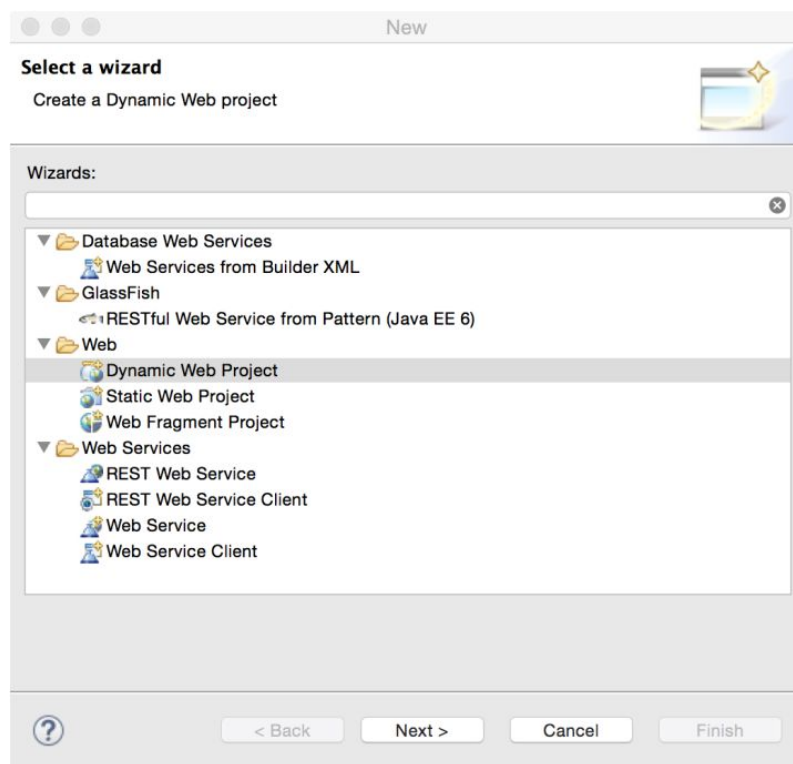 New
Select a wizard
Create a Dynamic Web project
Wizards:
Database Web Services
Web Services from Builder XML
GlassFish
RESTful Web Service from Pattern (Java EE 6)
Web
Dynamic Web Project
Static Web Project
Web Fragment Project
Web Services
REST Web Service
REST Web Service Client
Web Service
Web Service Client
? < Back Next > Cancel Finish